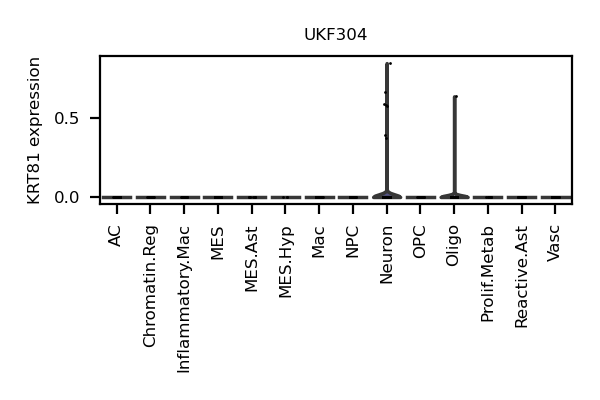 UKF304
KRT81 expression
0.5
0.0
AC
Chromatin.Reg
Inflammatory.Mac
MES
MES.Ast
MES.Hyp
Mac
NPC
Neuron
OPC
Oligo
Prolif.Metab
Reactive.Ast
Vasc